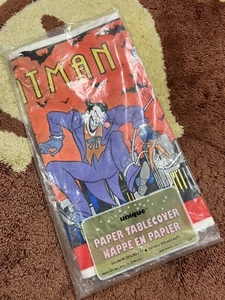 TMAN
unique
PAPER TABLECOVER
NAPPE EN PAPIER